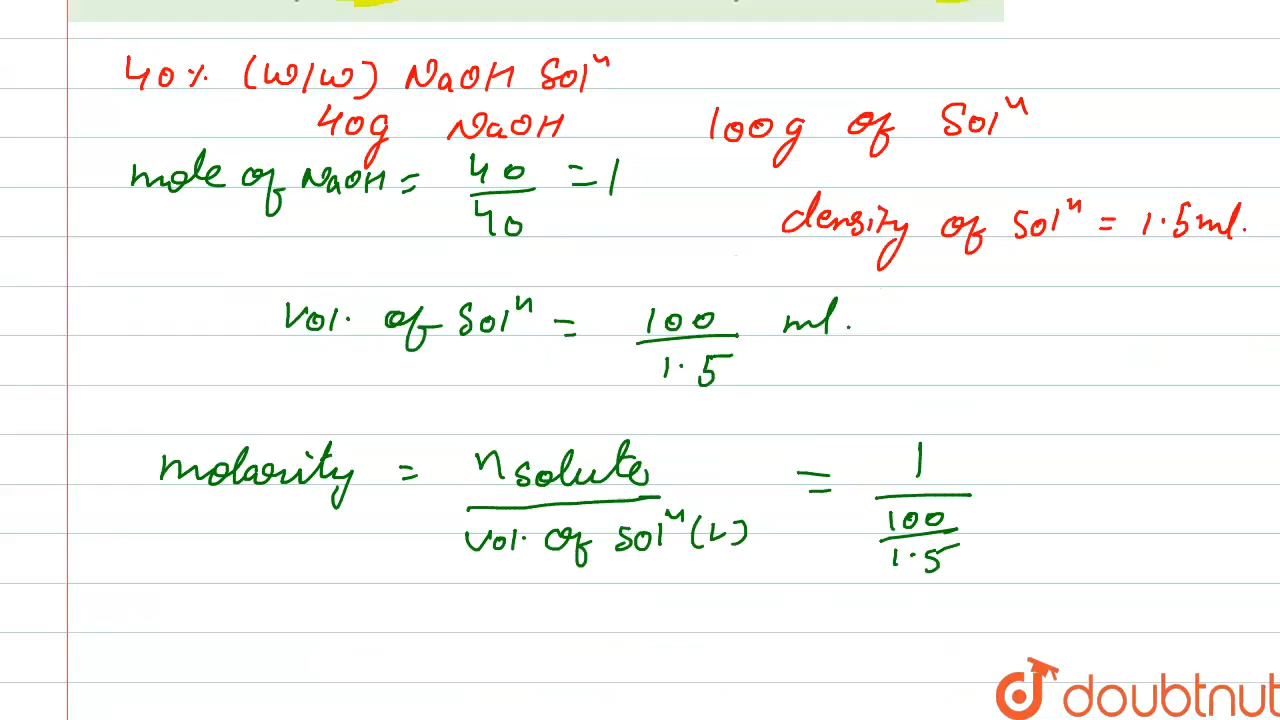 40% (W/W) NaOH Solⁿ
40g NaOH 100g of Solⁿ
mole of NaOH = 40/40 = 1
density of solⁿ = 1.5ml.
Vol. of Solⁿ = 100/1.5 ml.
molarity = n solute / vol. of solⁿ (L) = 1 / 100/1.5
doubtnut